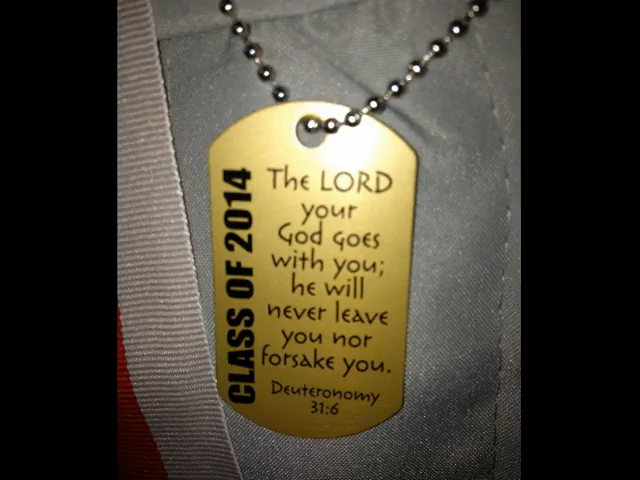 CLASS OF 2014
The LORD
your
God goes
with you;
he will
never leave
you nor
forsake you.
Deuteronomy
31:6